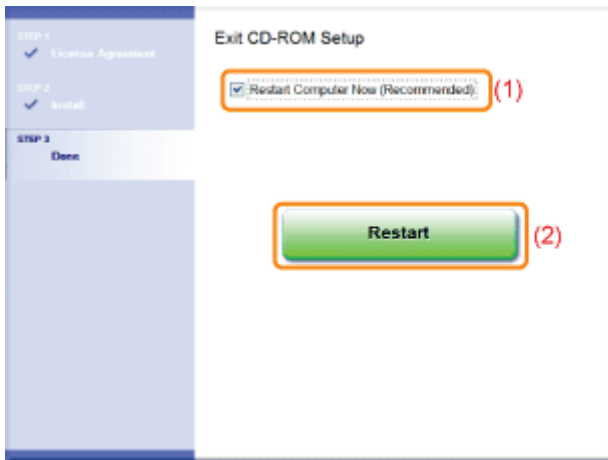 STEP 1
License Agreement
STEP 2
Install
STEP 3
Done
Exit CD-ROM Setup
Restart Computer Now (Recommended)
(1)
Restart
(2)